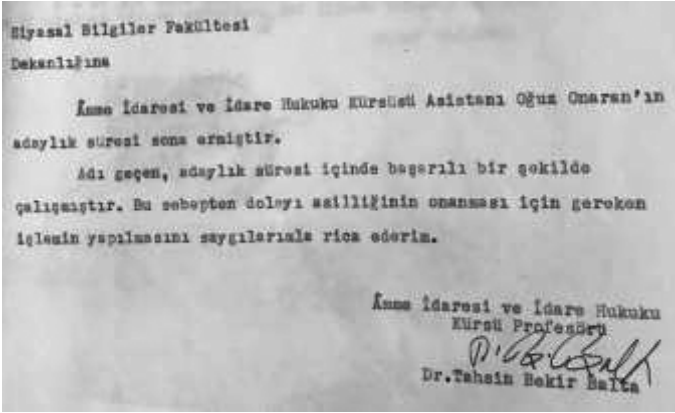 Siyasal Bilgiler Fakültesi
Dekanlığına
Âmme İdaresi ve İdare Hukuku Kürsüsü Asistanı Oğuz Onaran'ın
adaylık süresi sona ermiştir.
Adı geçen, adaylık süresi içinde başarılı bir şekilde
çalışmıştır. Bu sebepten dolayı asilliğinin onanması için gereken
işlemin yapılmasını saygılarımla rica ederim.
Âmme İdaresi ve İdare Hukuku
Kürsü Profesörü
Dr.Tahsin Bekir Balta